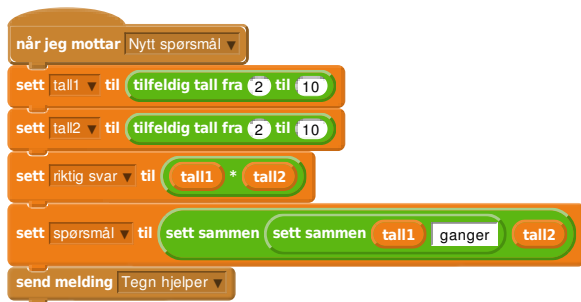 når jeg mottar Nytt spørsmål
sett tall1 til tilfeldig tall fra 2 til 10
sett tall2 til tilfeldig tall fra 2 til 10
sett riktig svar til tall1 * tall2
sett spørsmål til sett sammen sett sammen tall1 ganger tall2
send melding Tegn hjelper